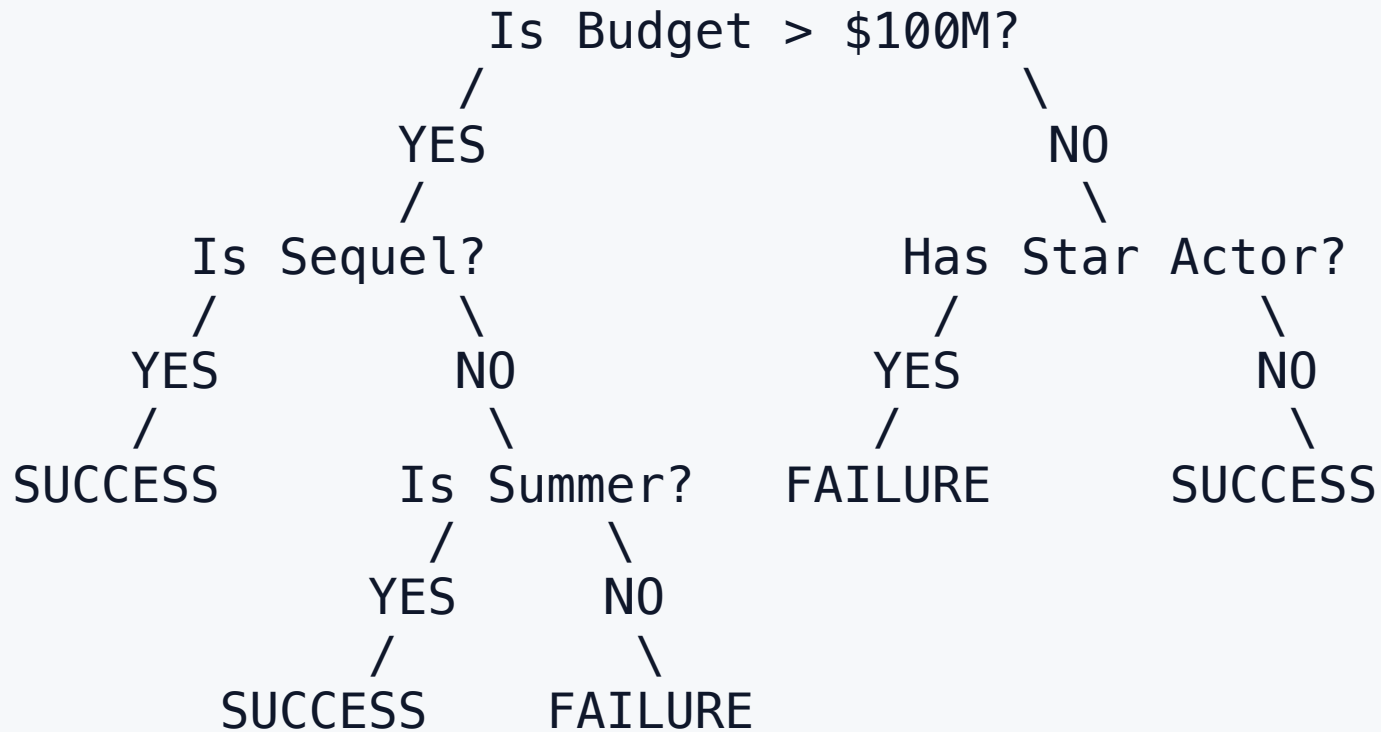 Is Budget > $100M?
/ \
YES NO
/ \
Is Sequel? Has Star Actor?
/ \ / \
YES NO YES NO
/ \ / \
SUCCESS Is Summer? FAILURE SUCCESS
/ \
YES NO
/ \
SUCCESS FAILURE